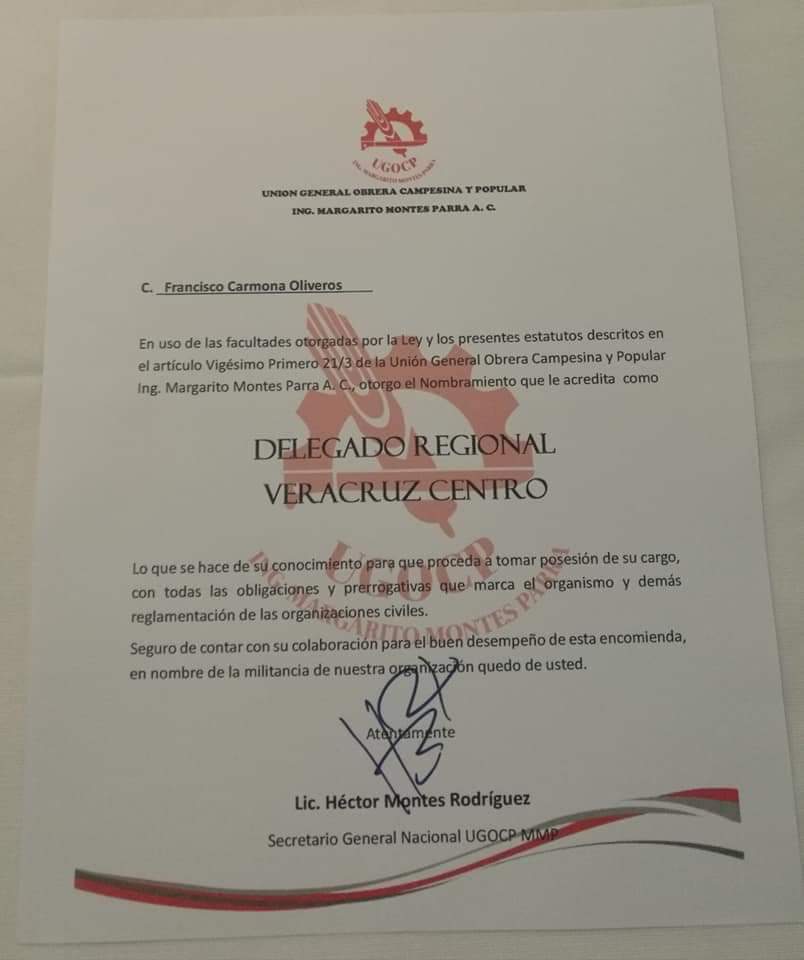 UGOCP
ING. MARGARITO MONTES PARRA
UNION GENERAL OBRERA CAMPESINA Y POPULAR
ING. MARGARITO MONTES PARRA A. C.
C. Francisco Carmona Oliveros
En uso de las facultades otorgadas por la Ley y los presentes estatutos descritos en
el artículo Vigésimo Primero 21/3 de la Unión General Obrera Campesina y Popular
Ing. Margarito Montes Parra A. C., otorgo el Nombramiento que le acredita como
DELEGADO REGIONAL
VERACRUZ CENTRO
Lo que se hace de su conocimiento para que proceda a tomar posesión de su cargo,
con todas las obligaciones y prerrogativas que marca el organismo y demás
reglamentación de las organizaciones civiles.
UGOCP
ING. MARGARITO MONTES PARRA
Seguro de contar con su colaboración para el buen desempeño de esta encomienda,
en nombre de la militancia de nuestra organización quedo de usted.
Atentamente
Lic. Héctor Montes Rodríguez
Secretario General Nacional UGOCP MMP